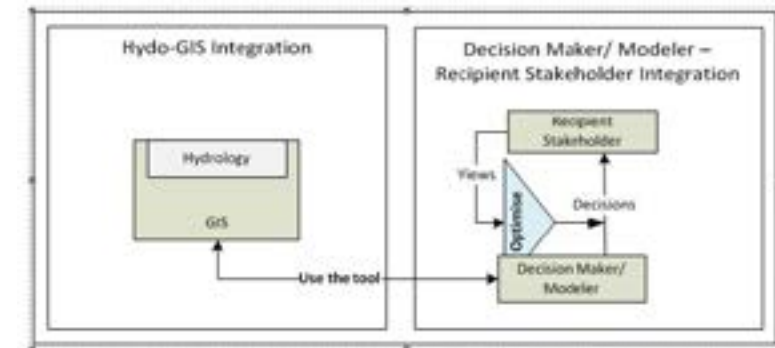 Hydo-GIS Integration
Hydrology
GIS
Use the tool
Decision Maker/ Modeler –
Recipient Stakeholder Integration
Recipient
Stakeholder
Views
Optimise
Decisions
Decision Maker/
Modeler